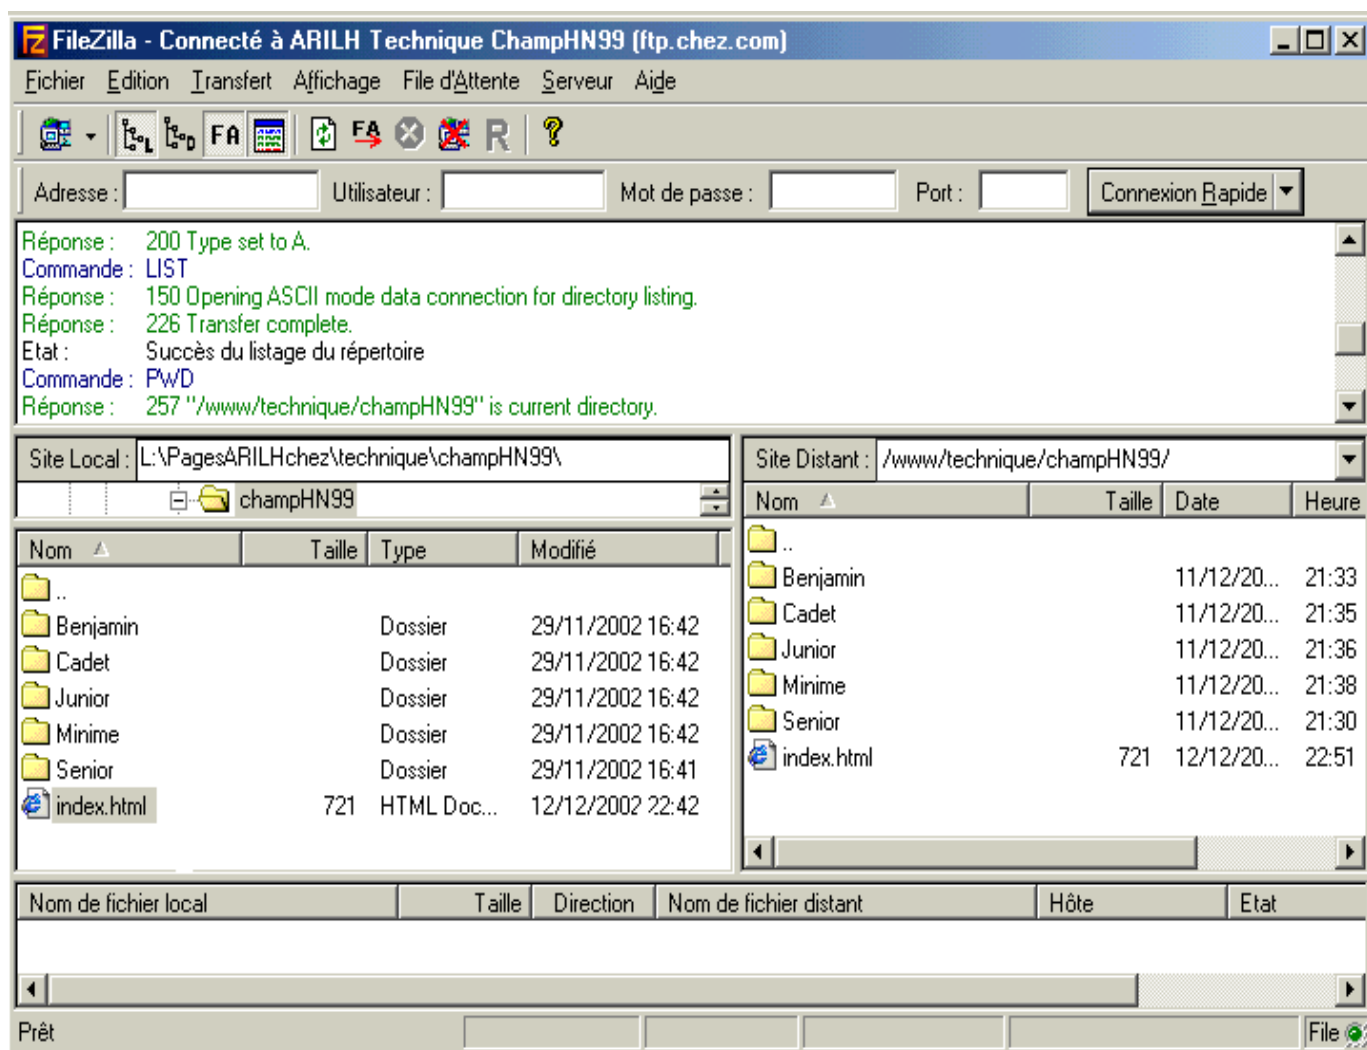 FileZilla - Connecté à ARILH Technique ChampHN99 (ftp.chez.com)
Fichier Edition Transfert Affichage File d'Attente Serveur Aide
L D FA FA R ?
Adresse : Utilisateur : Mot de passe : Port : Connexion Rapide
Réponse : 200 Type set to A.
Commande : LIST
Réponse : 150 Opening ASCII mode data connection for directory listing.
Réponse : 226 Transfer complete.
Etat : Succès du listage du répertoire
Commande : PWD
Réponse : 257 "/www/technique/champHN99" is current directory.
Site Local : L:\PagesARILHchez\technique\champHN99\
champHN99
Nom Taille Type Modifié
..
Benjamin Dossier 29/11/2002 16:42
Cadet Dossier 29/11/2002 16:42
Junior Dossier 29/11/2002 16:42
Minime Dossier 29/11/2002 16:42
Senior Dossier 29/11/2002 16:41
index.html 721 HTML Doc... 12/12/2002 22:42
Site Distant : /www/technique/champHN99/
Nom Taille Date Heure
..
Benjamin 11/12/20... 21:33
Cadet 11/12/20... 21:35
Junior 11/12/20... 21:36
Minime 11/12/20... 21:38
Senior 11/12/20... 21:30
index.html 721 12/12/20... 22:51
Nom de fichier local Taille Direction Nom de fichier distant Hôte Etat
Prêt File